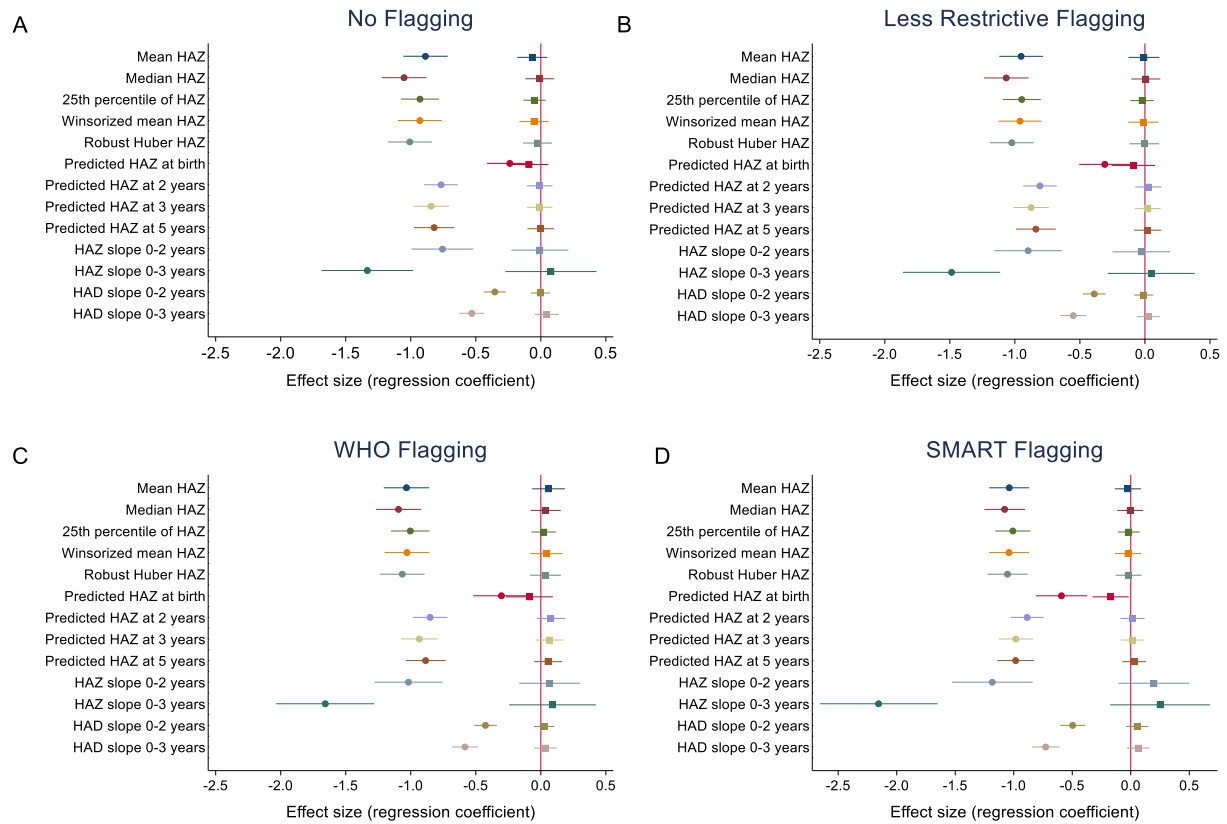 A
No Flagging
Mean HAZ
Median HAZ
25th percentile of HAZ
Winsorized mean HAZ
Robust Huber HAZ
Predicted HAZ at birth
Predicted HAZ at 2 years
Predicted HAZ at 3 years
Predicted HAZ at 5 years
HAZ slope 0-2 years
HAZ slope 0-3 years
HAD slope 0-2 years
HAD slope 0-3 years
-2.5 -2.0 -1.5 -1.0 -0.5 0.0 0.5
Effect size (regression coefficient)
B
Less Restrictive Flagging
Mean HAZ
Median HAZ
25th percentile of HAZ
Winsorized mean HAZ
Robust Huber HAZ
Predicted HAZ at birth
Predicted HAZ at 2 years
Predicted HAZ at 3 years
Predicted HAZ at 5 years
HAZ slope 0-2 years
HAZ slope 0-3 years
HAD slope 0-2 years
HAD slope 0-3 years
-2.5 -2.0 -1.5 -1.0 -0.5 0.0 0.5
Effect size (regression coefficient)
C
WHO Flagging
Mean HAZ
Median HAZ
25th percentile of HAZ
Winsorized mean HAZ
Robust Huber HAZ
Predicted HAZ at birth
Predicted HAZ at 2 years
Predicted HAZ at 3 years
Predicted HAZ at 5 years
HAZ slope 0-2 years
HAZ slope 0-3 years
HAD slope 0-2 years
HAD slope 0-3 years
-2.5 -2.0 -1.5 -1.0 -0.5 0.0 0.5
Effect size (regression coefficient)
D
SMART Flagging
Mean HAZ
Median HAZ
25th percentile of HAZ
Winsorized mean HAZ
Robust Huber HAZ
Predicted HAZ at birth
Predicted HAZ at 2 years
Predicted HAZ at 3 years
Predicted HAZ at 5 years
HAZ slope 0-2 years
HAZ slope 0-3 years
HAD slope 0-2 years
HAD slope 0-3 years
-2.5 -2.0 -1.5 -1.0 -0.5 0.0 0.5
Effect size (regression coefficient)